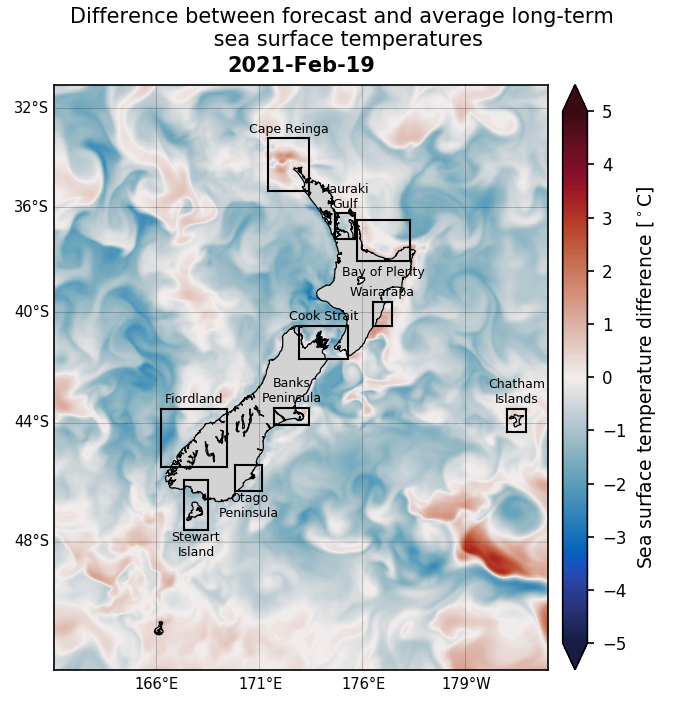 Difference between forecast and average long-term
sea surface temperatures
2021-Feb-19
32°S
36°S
40°S
44°S
48°S
166°E
171°E
176°E
179°W
Cape Reinga
Hauraki
Gulf
Bay of Plenty
Wairarapa
Cook Strait
Banks
Peninsula
Fiordland
Chatham
Islands
Otago
Peninsula
Stewart
Island
5
4
3
2
1
0
−1
−2
−3
−4
−5
Sea surface temperature difference [°C]